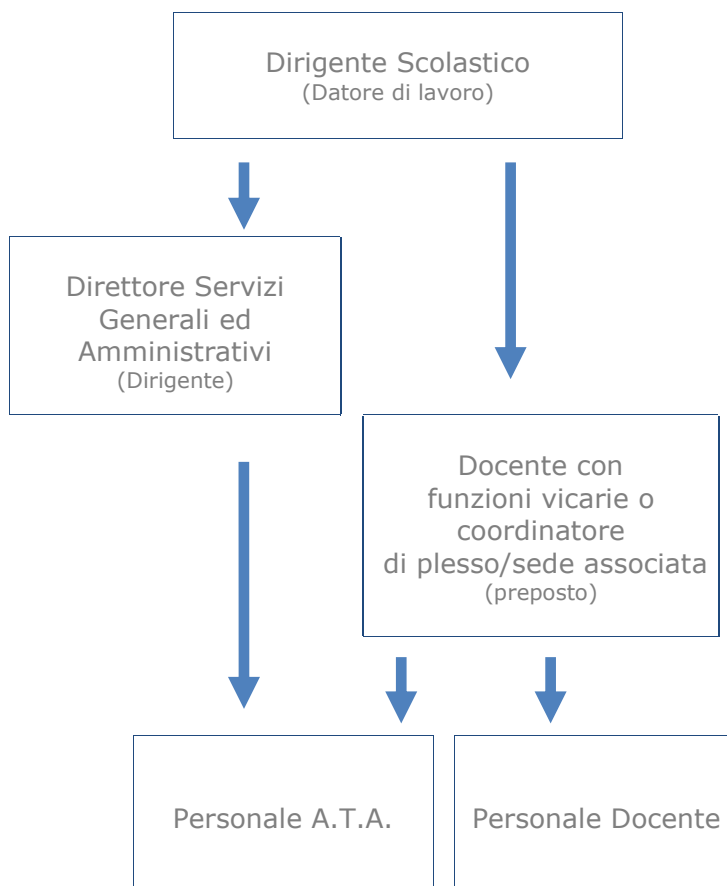 Dirigente Scolastico
(Datore di lavoro)
Direttore Servizi
Generali ed
Amministrativi
(Dirigente)
Docente con
funzioni vicarie o
coordinatore
di plesso/sede associata
(preposto)
Personale A.T.A.
Personale Docente